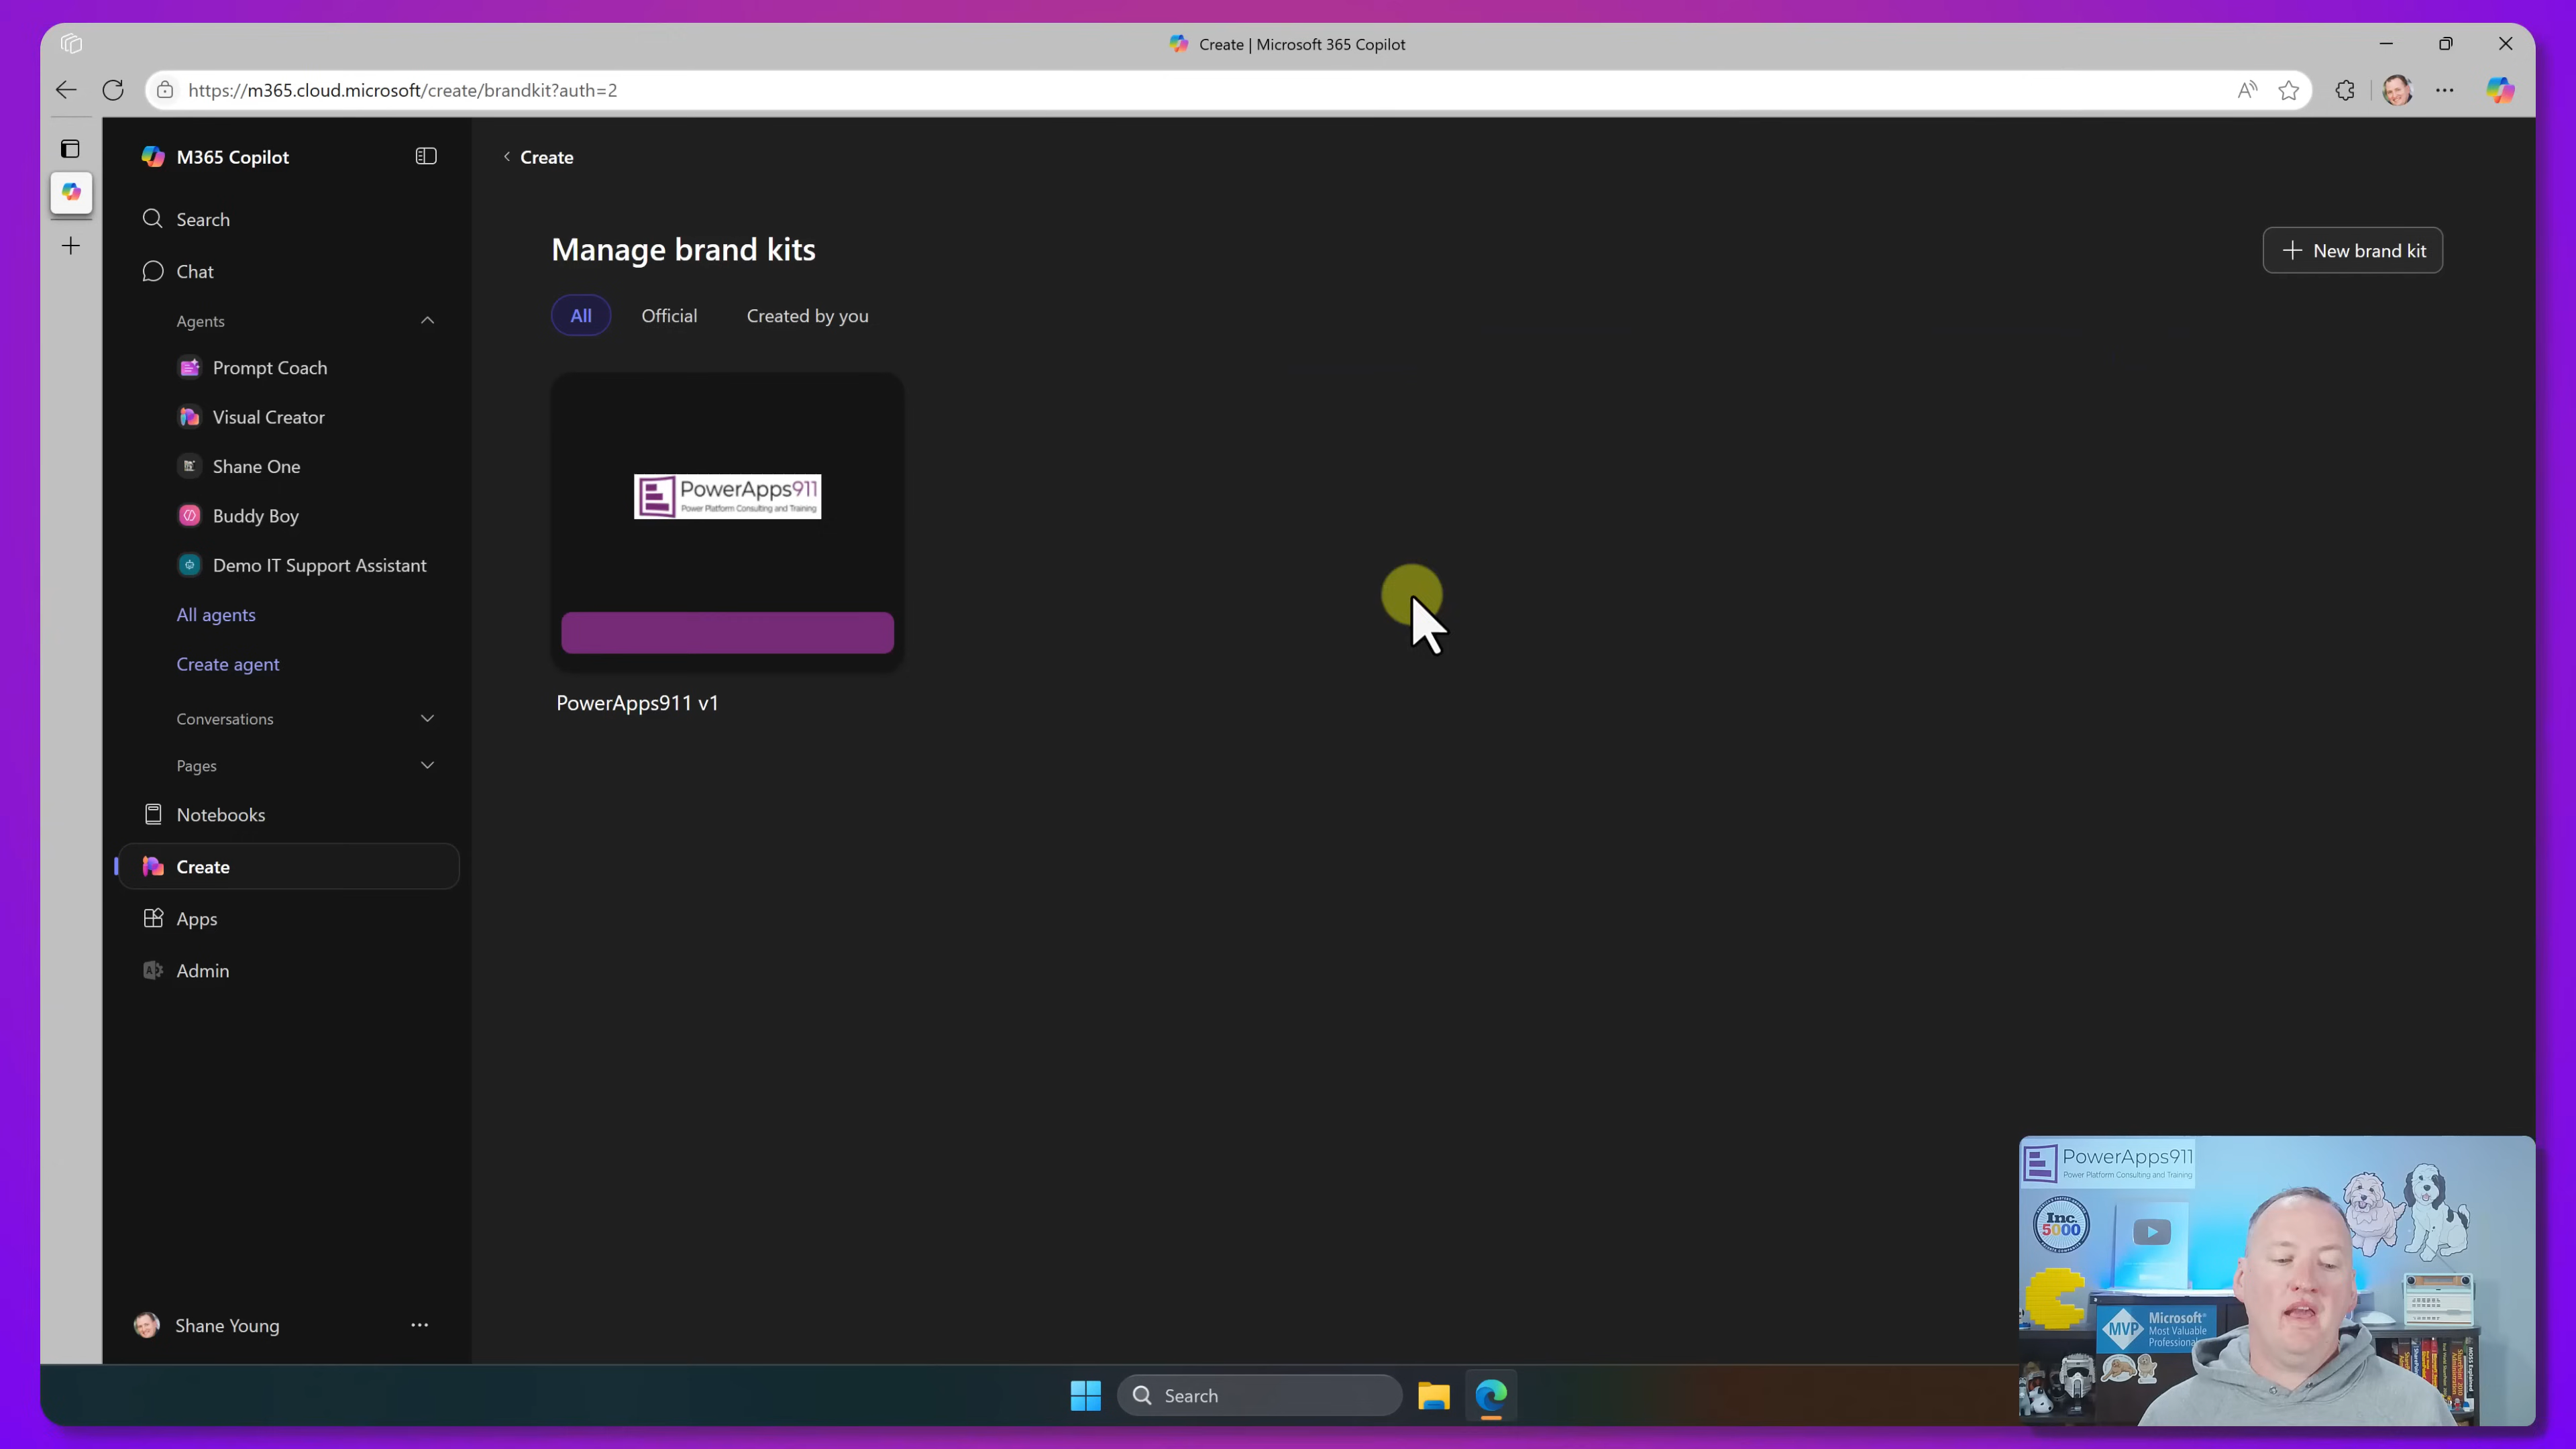 Create | Microsoft 365 Copilot
https://m365.cloud.microsoft/create/brandkit?auth=2
M365 Copilot
Search
Chat
Agents
Prompt Coach
Visual Creator
Shane One
Buddy Boy
Demo IT Support Assistant
All agents
Create agent
Conversations
Pages
Notebooks
Create
Apps
Admin
Shane Young
Create
Manage brand kits
New brand kit
All
Official
Created by you
PowerApps911
Power Platform Consulting and Training
PowerApps911 v1
PowerApps911
Power Platform Consulting and Training
Inc.
5000
MVP
Microsoft®
Most Valuable
Professional
Search